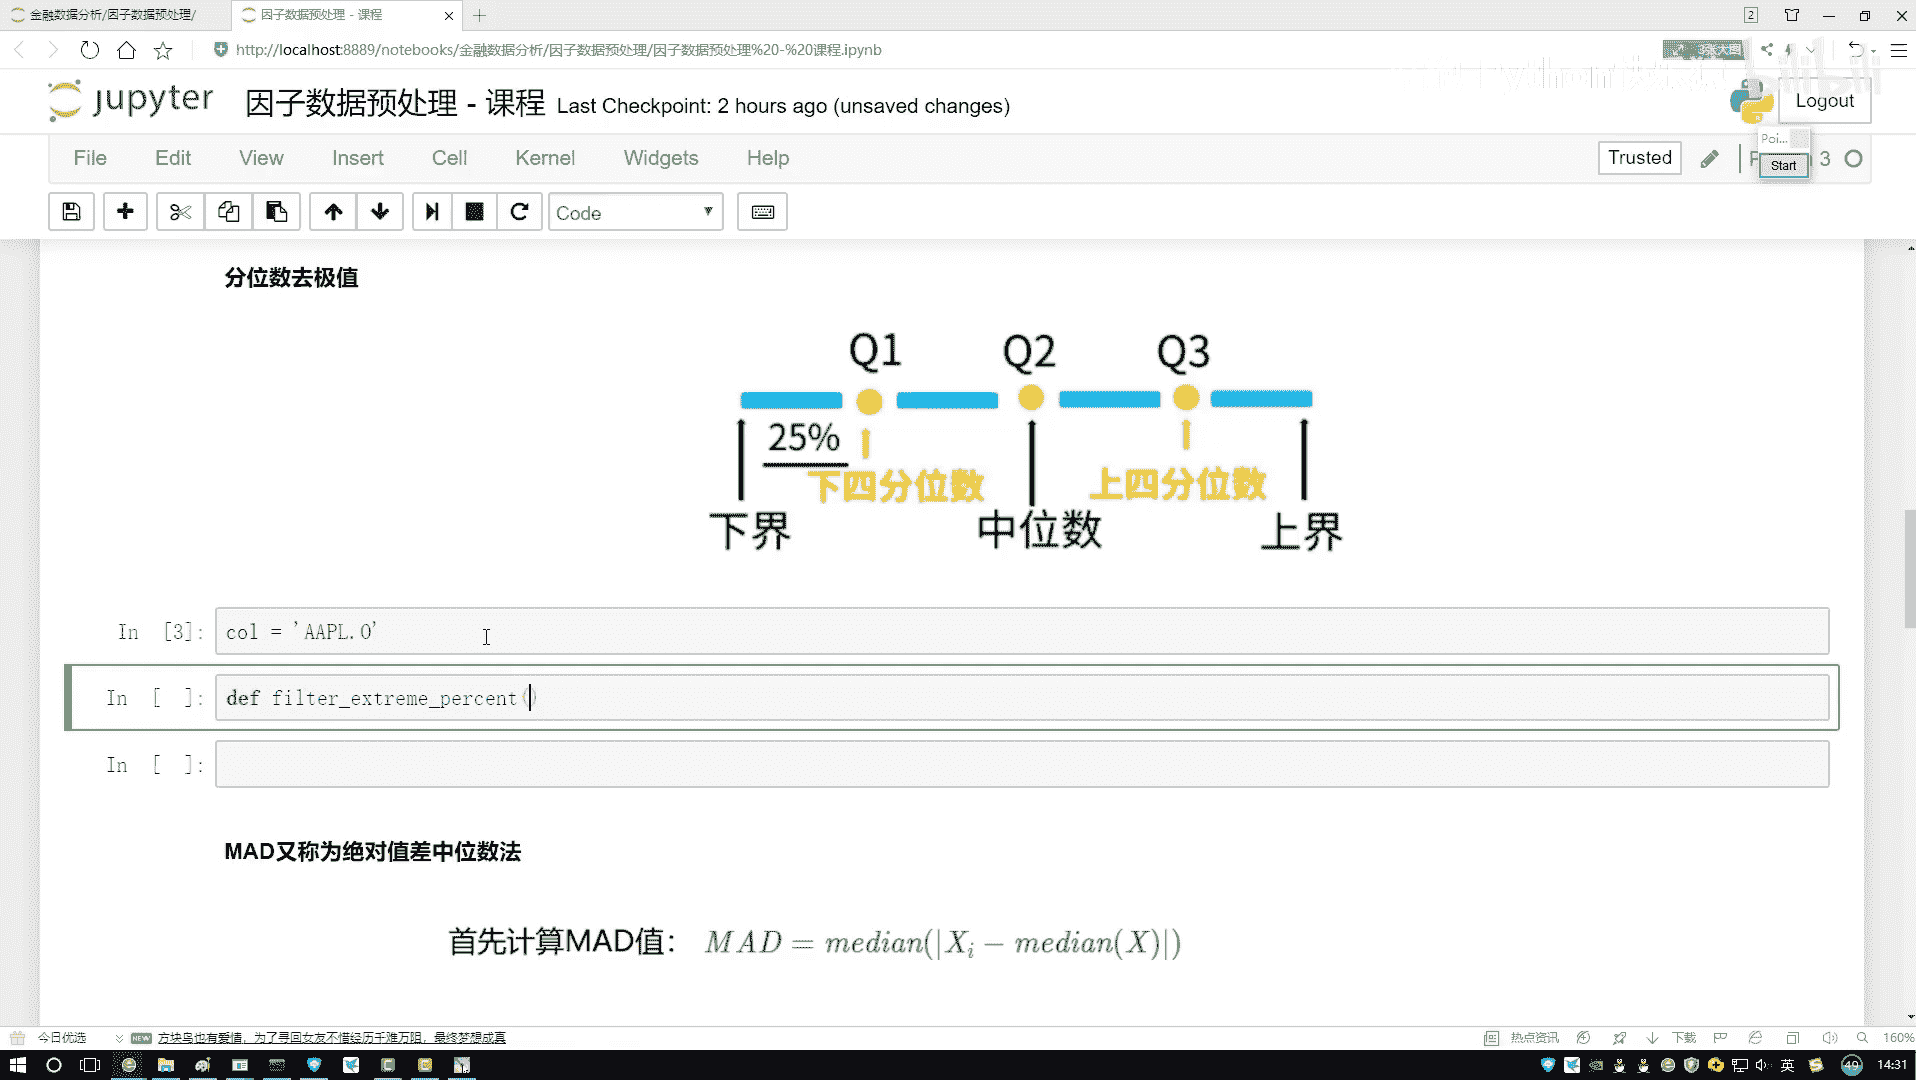 金融数据分析/因子数据预处理/
因子数据预处理 - 课程
2
http://localhost:8889/notebooks/金融数据分析/因子数据预处理/因子数据预处理%20-%20课程.ipynb
jupyter
因子数据预处理 - 课程
Last Checkpoint: 2 hours ago (unsaved changes)
bilibili
Logout
File Edit View Insert Cell Kernel Widgets Help
Trusted
3
Poi...
Start
Code
分位数去极值
Q1 Q2 Q3
25%
下四分位数 上四分位数
下界 中位数 上界
In [3]: col = 'AAPL.O'
In [ ]: def filter_extreme_percent()
In [ ]:
MAD又称为绝对值差中位数法
首先计算MAD值： MAD = median(|X_i − median(X)|)
今日优选
NEW
方块鸟也有爱情，为了寻回女友不惜经历千难万阻，最终梦想成真
热点资讯
下载
160%
英
49
14:31